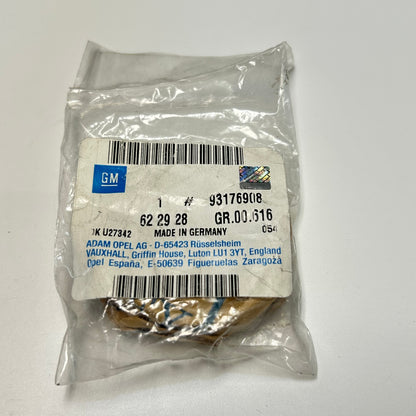 GM
1 # 93176908
62 29 28 GR.00.616
U27342 MADE IN GERMANY 054
ADAM OPEL AG - D-65423 Rüsselsheim
VAUXHALL, Griffin House, Luton LU1 3YT, England
Opel España, E-50639 Figueruelas Zaragoza